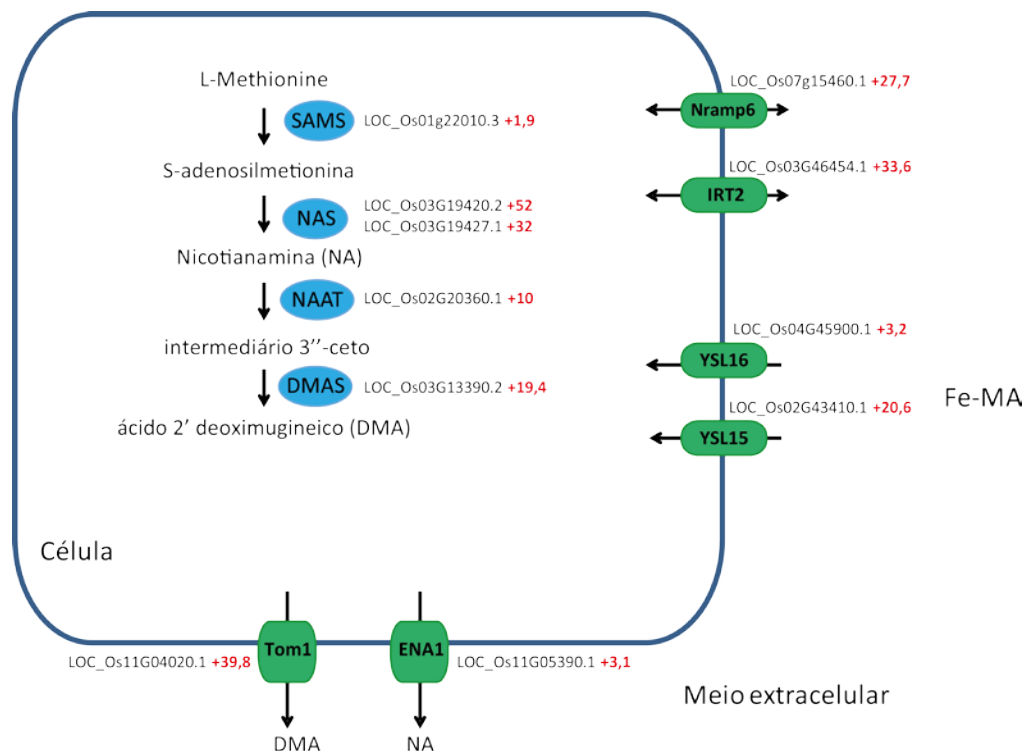 L-Methionine
SAMS LOC_Os01g22010.3 +1,9
S-adenosilmetionina
NAS
LOC_Os03G19420.2 +52
LOC_Os03G19427.1 +32
Nicotianamina (NA)
NAAT LOC_Os02G20360.1 +10
intermediário 3’’-ceto
DMAS LOC_Os03G13390.2 +19,4
ácido 2’ deoximugineico (DMA)
LOC_Os07g15460.1 +27,7
Nramp6
LOC_Os03G46454.1 +33,6
IRT2
LOC_Os04G45900.1 +3,2
YSL16
LOC_Os02G43410.1 +20,6
YSL15
Fe-MA
Célula
LOC_Os11G04020.1 +39,8
Tom1
ENA1
LOC_Os11G05390.1 +3,1
Meio extracelular
DMA
NA